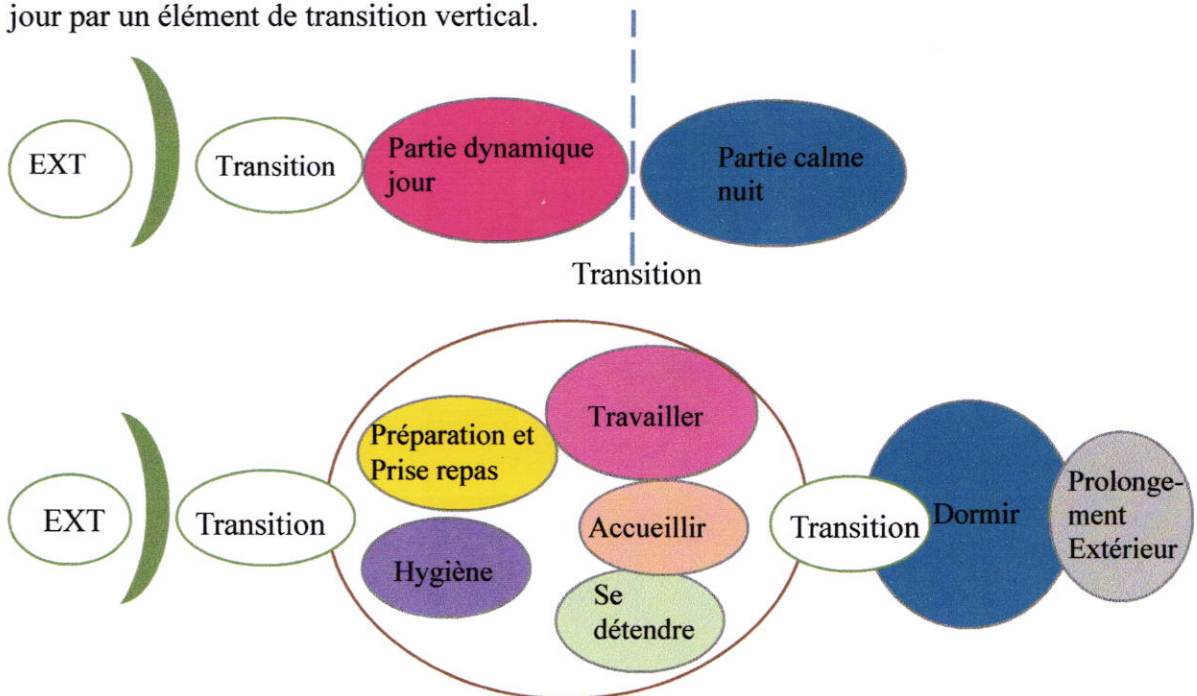 jour par un élément de transition vertical.
EXT
Transition
Partie dynamique
jour
Partie calme
nuit
Transition
EXT
Transition
Préparation et
Prise repas
Hygiène
Travailler
Accueillir
Se
détendre
Transition
Dormir
Prolonge-
ment
Extérieur